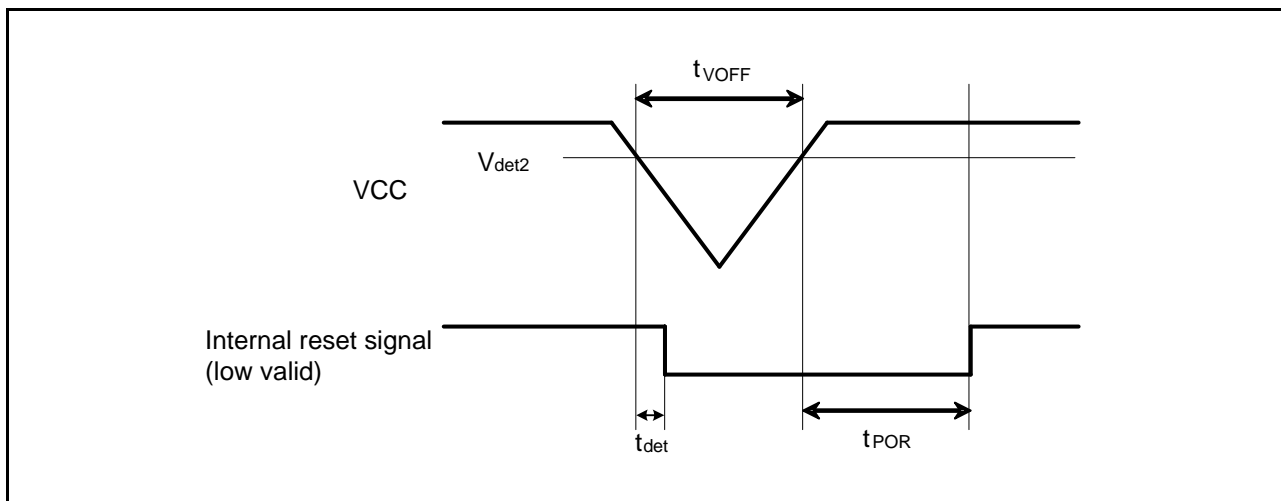 tVOFF
Vdet2
VCC
Internal reset signal
(low valid)
tdet
tPOR